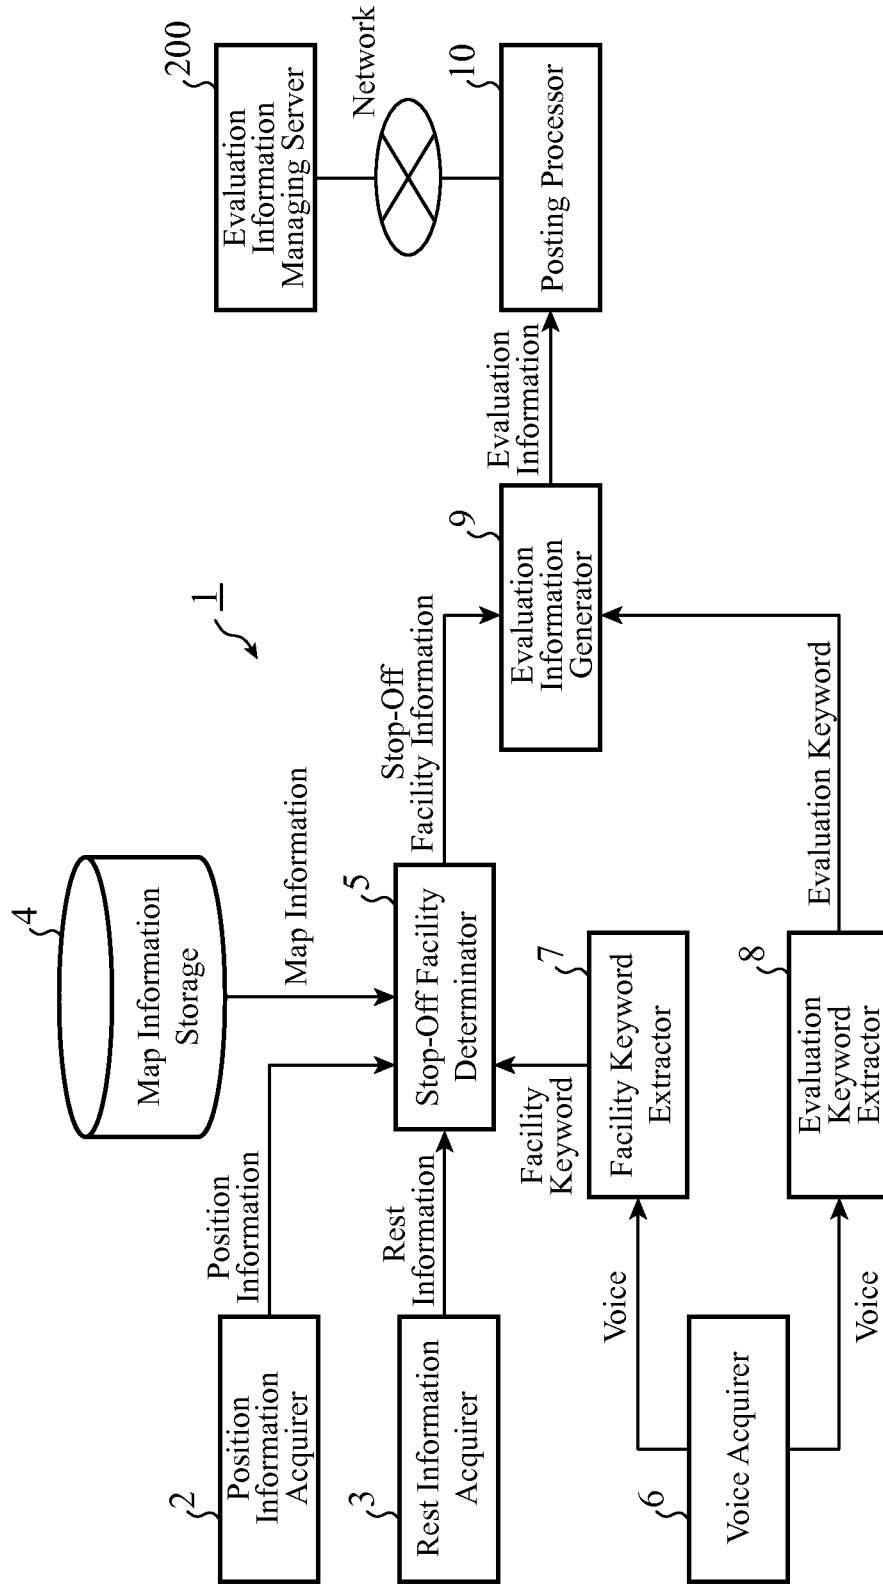 1
4
Map Information
Storage
Map Information
2
Position
Information
Acquirer
Position
Information
3
Rest Information
Acquirer
Rest
Information
5
Stop-Off Facility
Determinator
Stop-Off
Facility Information
6
Voice Acquirer
Voice
Voice
7
Facility Keyword
Extractor
Facility
Keyword
8
Evaluation
Keyword
Extractor
Evaluation Keyword
9
Evaluation
Information
Generator
Evaluation
Information
10
Posting Processor
Network
200
Evaluation
Information
Managing Server